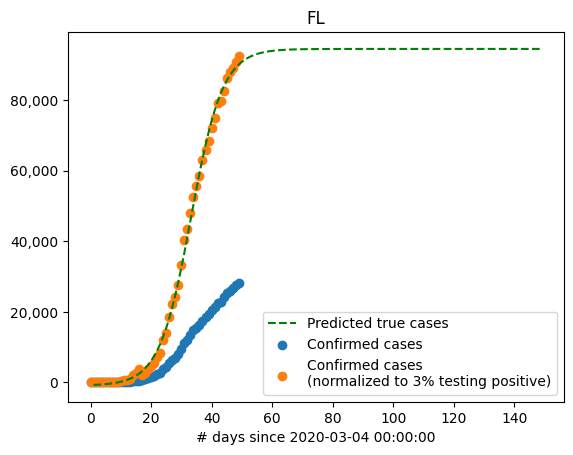 FL
80,000
60,000
40,000
20,000
0
Predicted true cases
Confirmed cases
Confirmed cases
(normalized to 3% testing positive)
0 20 40 60 80 100 120 140
# days since 2020-03-04 00:00:00